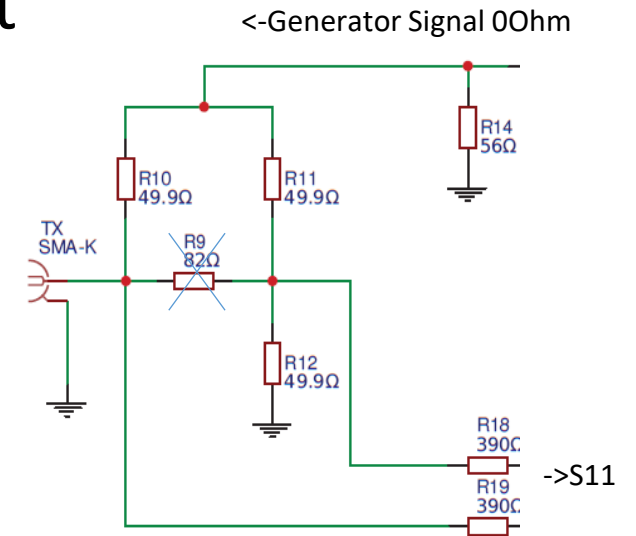 <-Generator Signal 0Ohm
R14
56Ω
R10
49.9Ω
R11
49.9Ω
TX
SMA-K
R9
82Ω
R12
49.9Ω
R18
390Ω
->S11
R19
390Ω